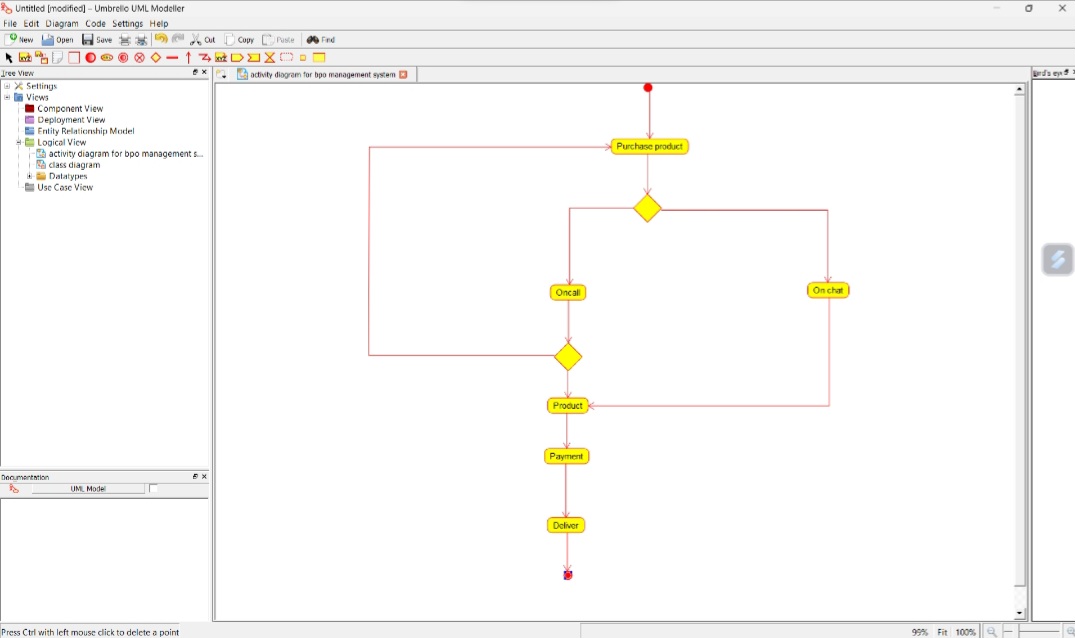 Untitled [modified] – Umbrello UML Modeller
File Edit Diagram Code Settings Help
New Open Save Cut Copy Paste Find
Tree View
activity diagram for bpo management system
Bird's eye
Settings
Views
Component View
Deployment View
Entity Relationship Model
Logical View
activity diagram for bpo management s...
class diagram
Datatypes
Use Case View
Purchase product
Oncall
On chat
Product
Payment
Deliver
Documentation
UML Model
Press Ctrl with left mouse click to delete a point
99% Fit 100%